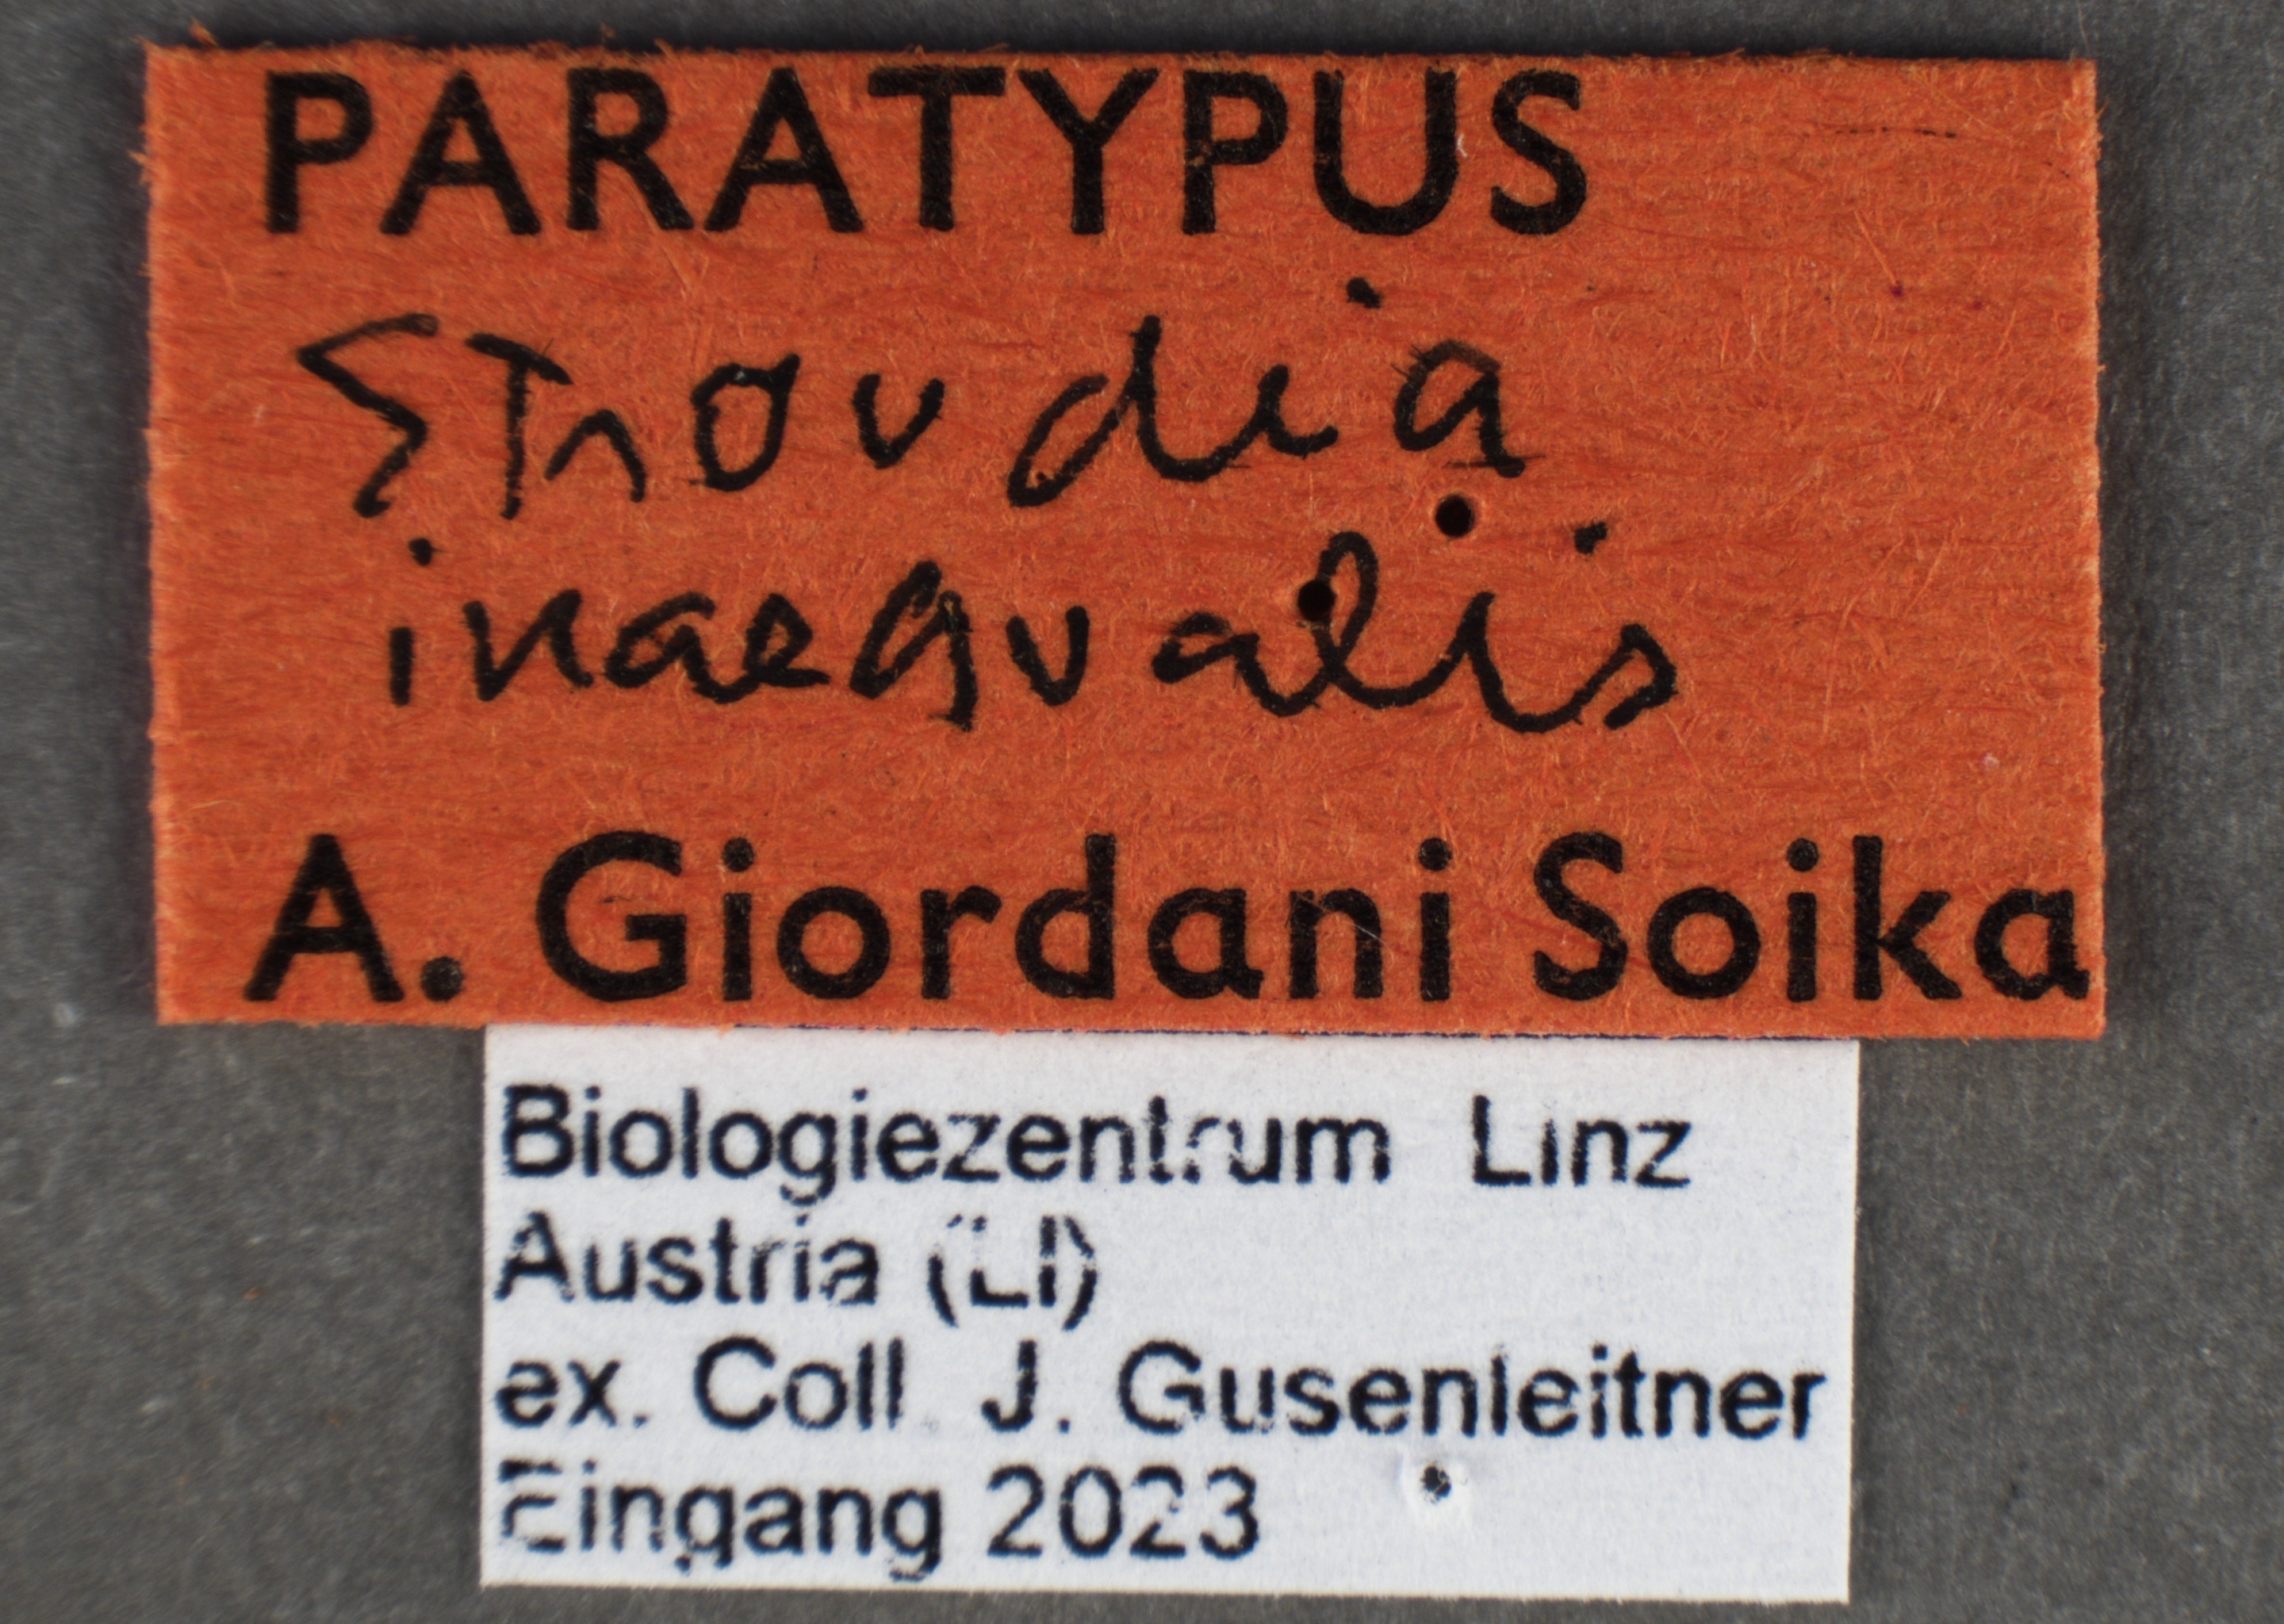 PARATYPUS
Stroudia
inaequalis
A. Giordani Soika
Biologiezentrum Linz
Austria (LI)
ex. Coll J. Gusenleitner
Eingang 2023